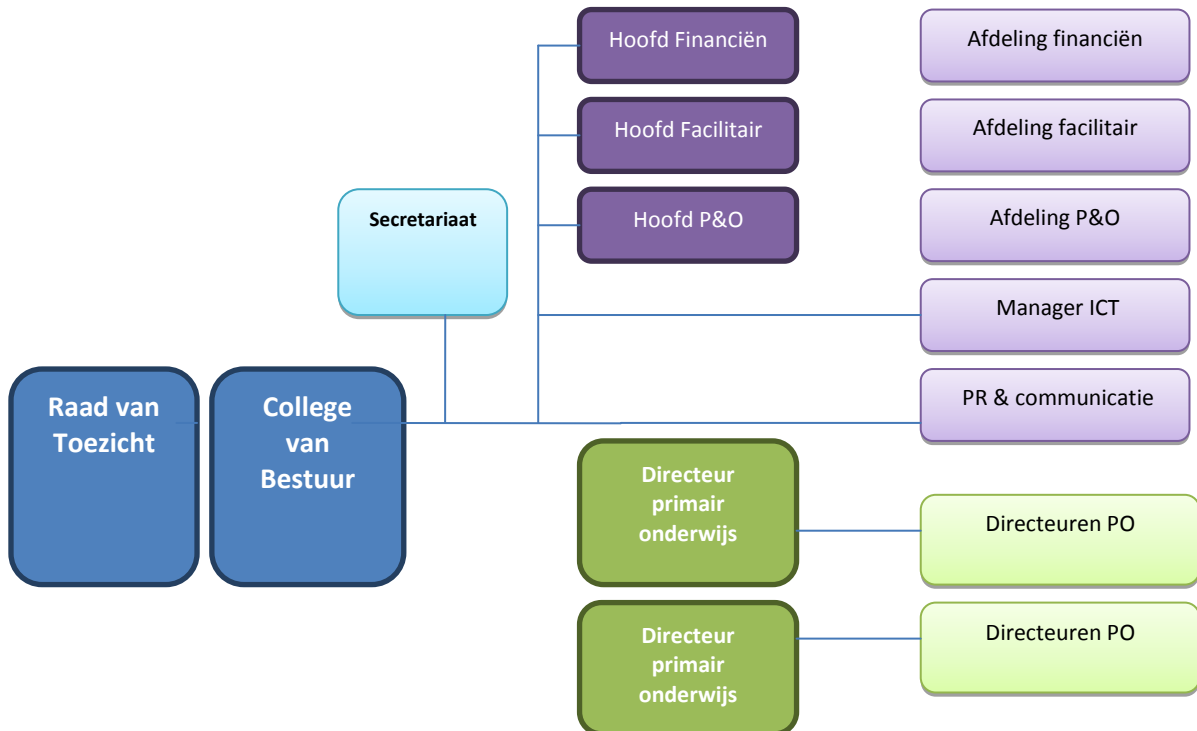 Hoofd Financiën
Afdeling financiën
Hoofd Facilitair
Afdeling facilitair
Secretariaat
Hoofd P&O
Afdeling P&O
Manager ICT
Raad van
Toezicht
College
van
Bestuur
PR & communicatie
Directeur
primair
onderwijs
Directeuren PO
Directeur
primair
onderwijs
Directeuren PO